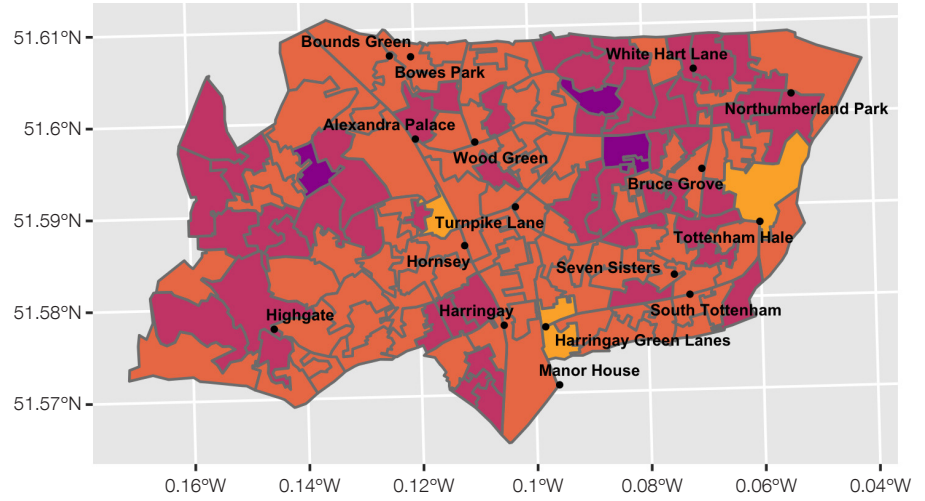 51.61°N
51.6°N
51.59°N
51.58°N
51.57°N
Bounds Green
Bowes Park
White Hart Lane
Northumberland Park
Alexandra Palace
Wood Green
Bruce Grove
Turnpike Lane
Tottenham Hale
Hornsey
Seven Sisters
Highgate
Harringay
South Tottenham
Harringay Green Lanes
Manor House
0.16°W
0.14°W
0.12°W
0.1°W
0.08°W
0.06°W
0.04°W